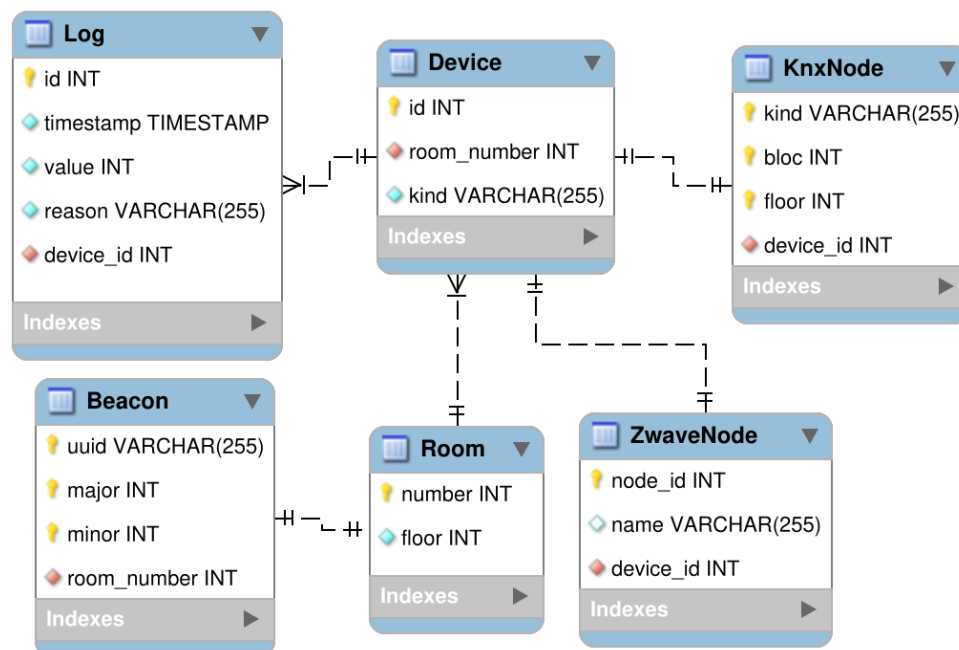 Log
id INT
timestamp TIMESTAMP
value INT
reason VARCHAR(255)
device_id INT
Indexes
Device
id INT
room_number INT
kind VARCHAR(255)
Indexes
KnxNode
kind VARCHAR(255)
bloc INT
floor INT
device_id INT
Indexes
Beacon
uuid VARCHAR(255)
major INT
minor INT
room_number INT
Indexes
Room
number INT
floor INT
Indexes
ZwaveNode
node_id INT
name VARCHAR(255)
device_id INT
Indexes